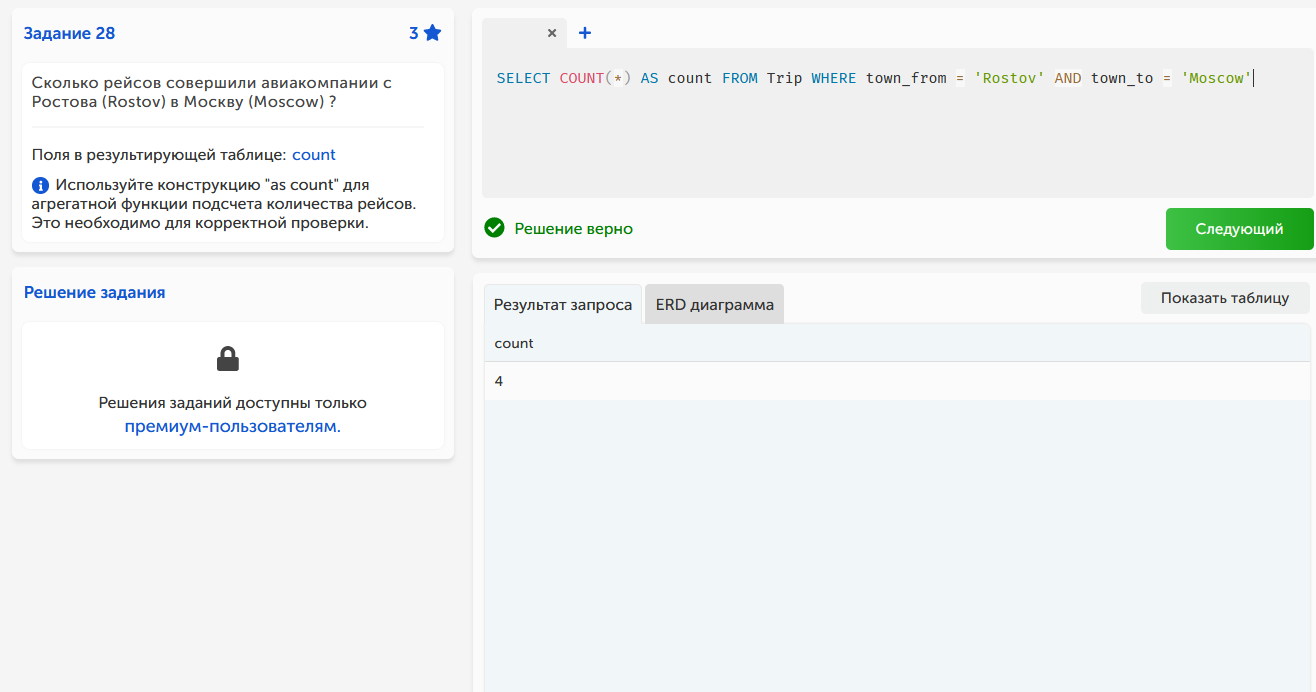 Задание 28
3
Сколько рейсов совершили авиакомпании с
Ростова (Rostov) в Москву (Moscow) ?
Поля в результирующей таблице: count
Используйте конструкцию "as count" для
агрегатной функции подсчета количества рейсов.
Это необходимо для корректной проверки.
Решение задания
Решения заданий доступны только
премиум-пользователям.
SELECT COUNT(*) AS count FROM Trip WHERE town_from = 'Rostov' AND town_to = 'Moscow'
Решение верно
Следующий
Результат запроса
ERD диаграмма
Показать таблицу
count
4